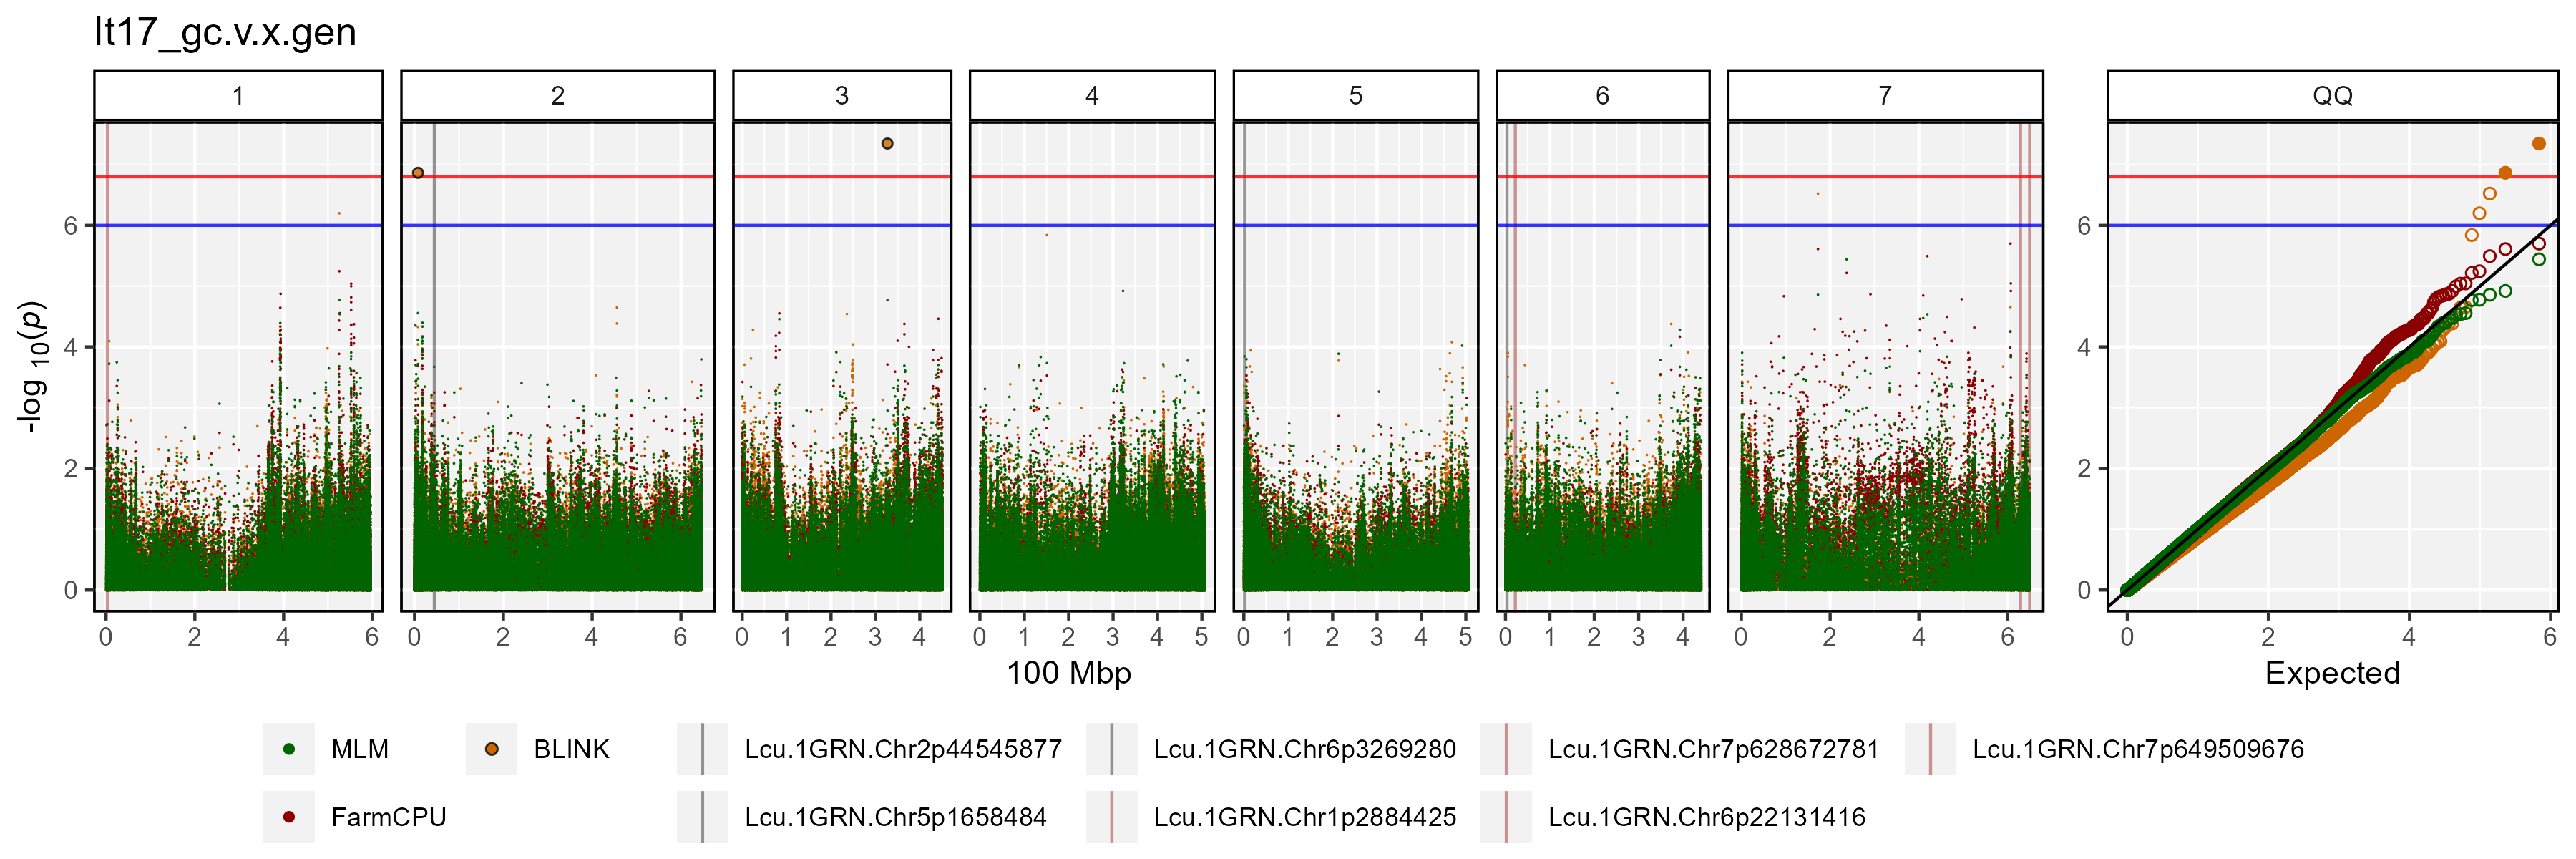 It17_gc.v.x.gen
1 2 3 4 5 6 7 QQ
-log 10(p)
6
4
2
0
6
4
2
0
0 2 4 6 0 2 4 6 0 1 2 3 4 0 1 2 3 4 5 0 1 2 3 4 5 0 1 2 3 4 0 2 4 6 0 2 4 6
100 Mbp Expected
MLM BLINK Lcu.1GRN.Chr2p44545877 Lcu.1GRN.Chr6p3269280 Lcu.1GRN.Chr7p628672781 Lcu.1GRN.Chr7p649509676
FarmCPU Lcu.1GRN.Chr5p1658484 Lcu.1GRN.Chr1p2884425 Lcu.1GRN.Chr6p22131416